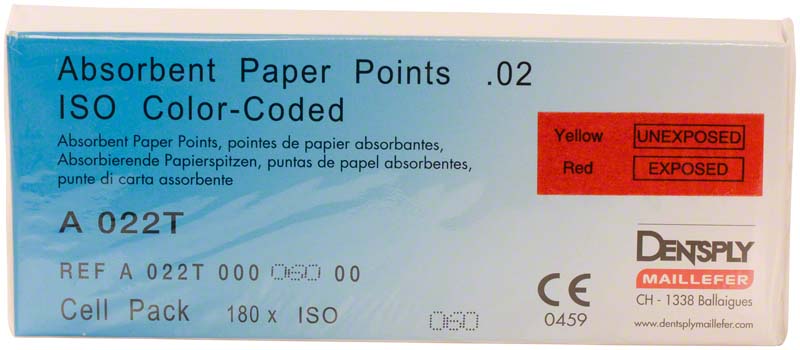 Absorbent Paper Points .02
ISO Color-Coded
Absorbent Paper Points, pointes de papier absorbantes,
Absorbierende Papierspitzen, puntas de papel absorbentes,
punte di carta assorbente
Yellow UNEXPOSED
Red EXPOSED
A 022T
REF A 022T 000 060 00
Cell Pack 180 x ISO 060
CE
0459
DENTSPLY
MAILLEFER
CH - 1338 Ballaigues
www.dentsplymaillefer.com